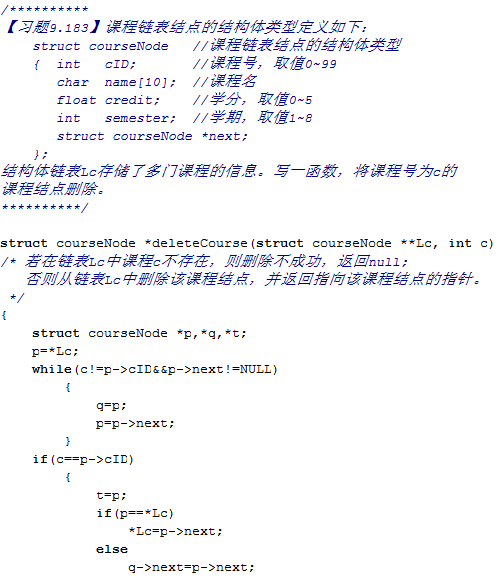 /**********
【习题9.183】课程链表结点的结构体类型定义如下：
struct courseNode //课程链表结点的结构体类型
{ int cID; //课程号，取值0~99
char name[10]; //课程名
float credit; //学分，取值0~5
int semester; //学期，取值1~8
struct courseNode *next;
};
结构体链表Lc存储了多门课程的信息。写一函数，将课程号为c的
课程结点删除。
**********/
struct courseNode *deleteCourse(struct courseNode **Lc, int c)
/* 若在链表Lc中课程c不存在，则删除不成功，返回null；
否则从链表Lc中删除该课程结点，并返回指向该课程结点的指针。
*/
{
struct courseNode *p,*q,*t;
p=*Lc;
while(c!=p->cID&&p->next!=NULL)
{
q=p;
p=p->next;
}
if(c==p->cID)
{
t=p;
if(p==*Lc)
*Lc=p->next;
else
q->next=p->next;